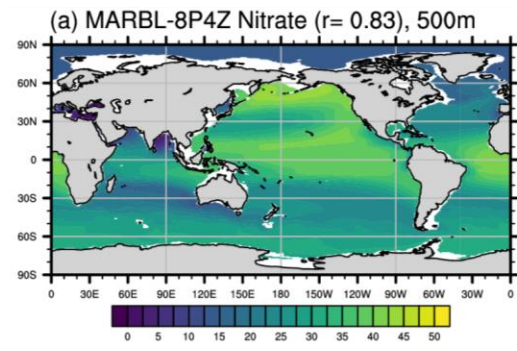 (a) MARBL-8P4Z Nitrate (r= 0.83), 500m
90N
60N
30N
0
30S
60S
90S
0 30E 60E 90E 120E 150E 180 150W 120W 90W 60W 30W 0
0 5 10 15 20 25 30 35 40 45 50